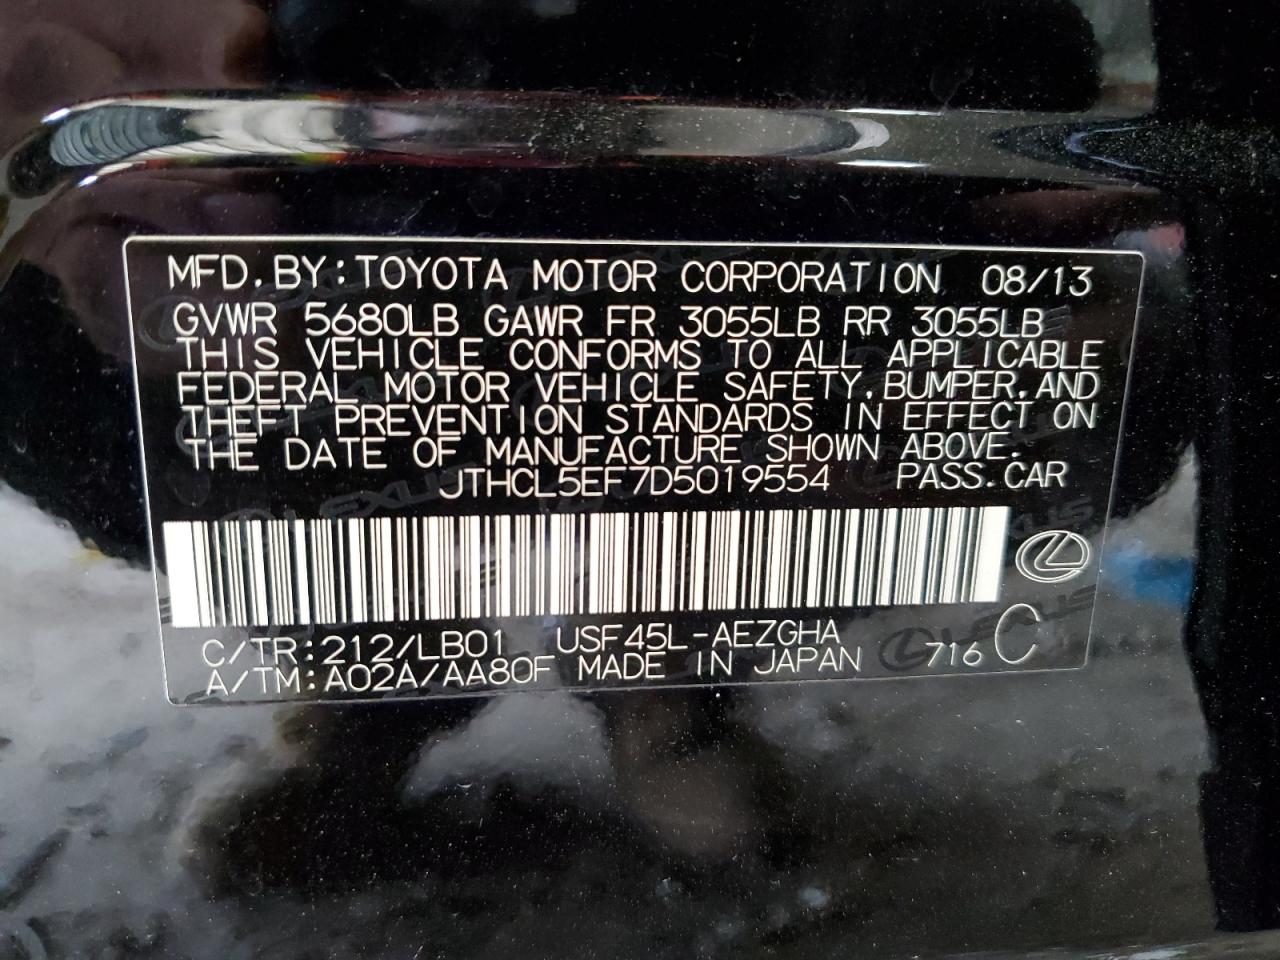 MFD.BY:TOYOTA MOTOR CORPORATION 08/13
GVWR 5680LB GAWR FR 3055LB RR 3055LB
THIS VEHICLE CONFORMS TO ALL APPLICABLE
FEDERAL MOTOR VEHICLE SAFETY,BUMPER,AND
THEFT PREVENTION STANDARDS IN EFFECT ON
THE DATE OF MANUFACTURE SHOWN ABOVE.
JTHCL5EF7D5019554 PASS.CAR
C/TR:212/LB01 USF45L-AEZGHA
A/TM:A02A/AA80F MADE IN JAPAN 716 C
LEXUS